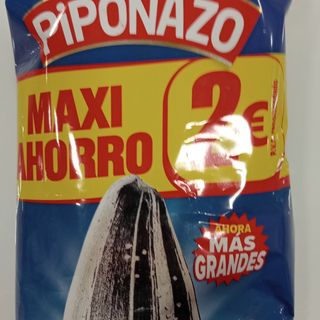 PiPONAZO
MAXI
AHORRO
2€
AHORA
MÁS
GRANDES